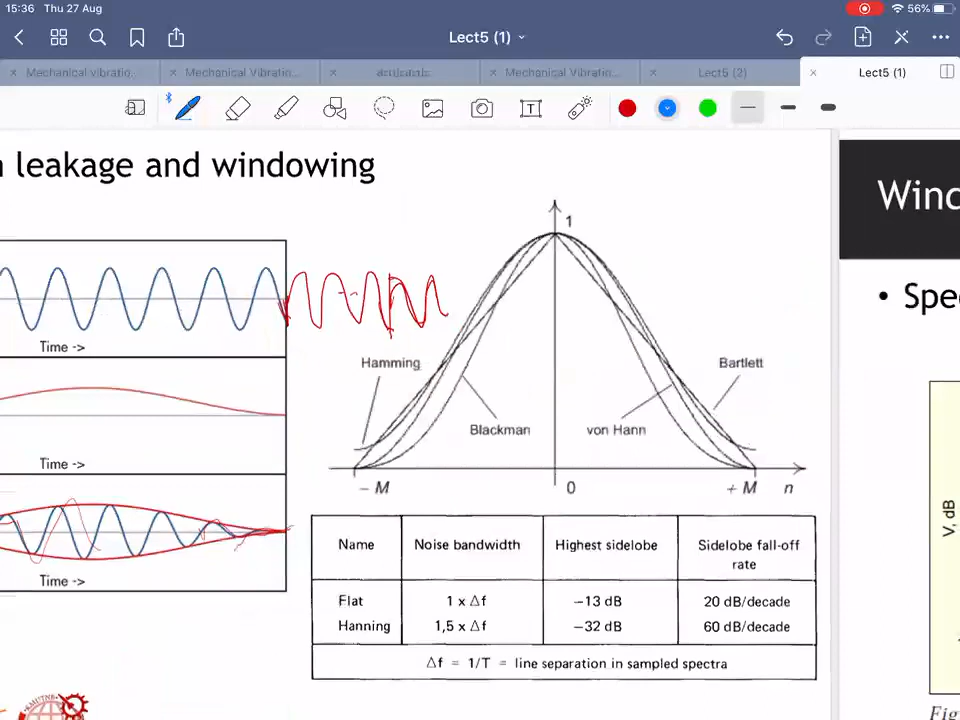 15:36 Thu 27 Aug
56%
Lect5 (1)
Mechanical vibratio...
Mechanical Vibration...
Mechanical Vibratio...
Lect5 (2)
Lect5 (1)
T
leakage and windowing
Time ->
Time ->
Time ->
1
Hamming
Bartlett
Blackman
von Hann
- M
0
+ M
n
Name
Noise bandwidth
Highest sidelobe
Sidelobe fall-off rate
Flat
1 x Δf
-13 dB
20 dB/decade
Hanning
1,5 x Δf
-32 dB
60 dB/decade
Δf = 1/T = line separation in sampled spectra
Wind
• Spe
V, dB
Fig